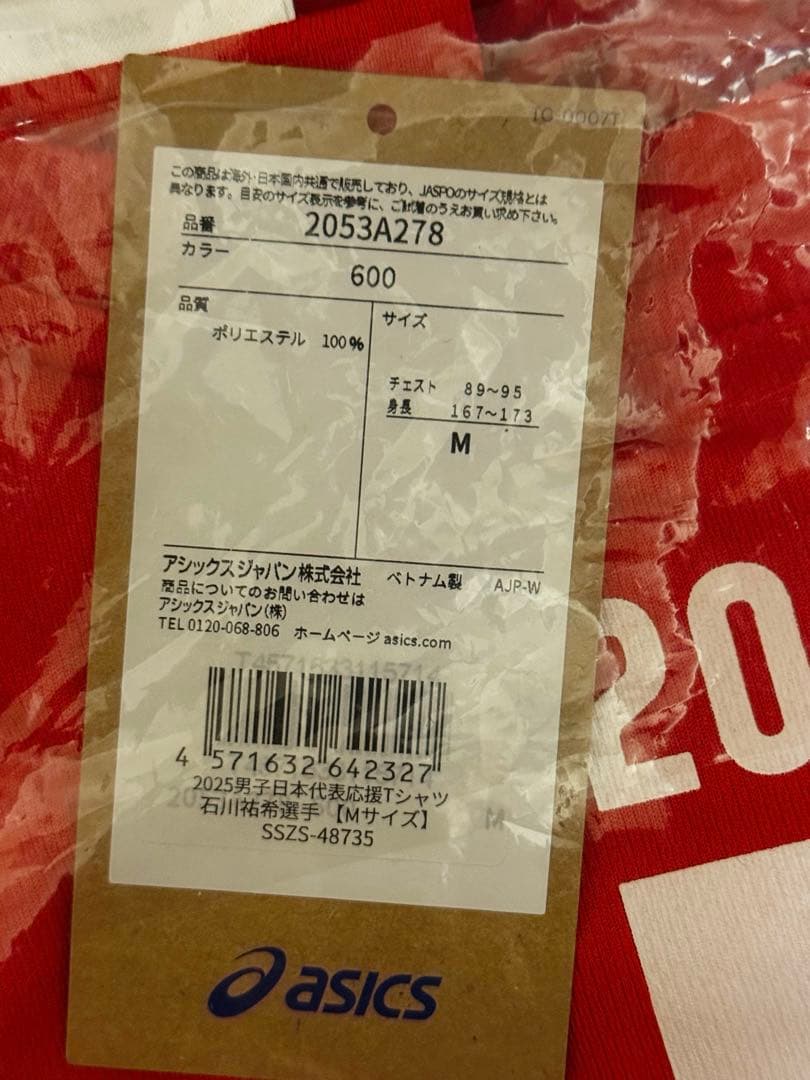 IO-0007T
この商品は海外・日本国内共通で販売しており、JASPOのサイズ規格とは
異なります。目安のサイズ表示を参考に、ご試着のうえお買い求め下さい。
品番 2053A278
カラー
600
品質
ポリエステル 100%
サイズ
チェスト 89～95
身長 167～173
M
アシックスジャパン株式会社 ベトナム製 AJP-W
商品についてのお問い合わせは
アシックスジャパン(株)
TEL 0120-068-806 ホームページ asics.com
4 571632 642327
2025男子日本代表応援Tシャツ
石川祐希選手【Mサイズ】
SSZS-48735
M
asics
20